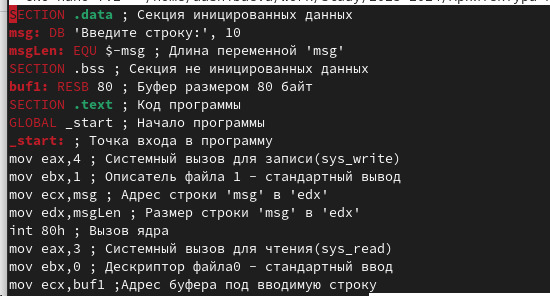 SECTION .data ; Секция инициированных данных
msg: DB 'Введите строку:', 10
msgLen: EQU $-msg ; Длина переменной 'msg'
SECTION .bss ; Секция не инициированных данных
buf1: RESB 80 ; Буфер размером 80 байт
SECTION .text ; Код программы
GLOBAL _start ; Начало программы
_start: ; Точка входа в программу
mov eax,4 ; Системный вызов для записи(sys_write)
mov ebx,1 ; Описатель файла 1 - стандартный вывод
mov ecx,msg ; Адрес строки 'msg' в 'edx'
mov edx,msgLen ; Размер строки 'msg' в 'edx'
int 80h ; Вызов ядра
mov eax,3 ; Системный вызов для чтения(sys_read)
mov ebx,0 ; Дескриптор файла0 - стандартный ввод
mov ecx,buf1 ;Адрес буфера под вводимую строку